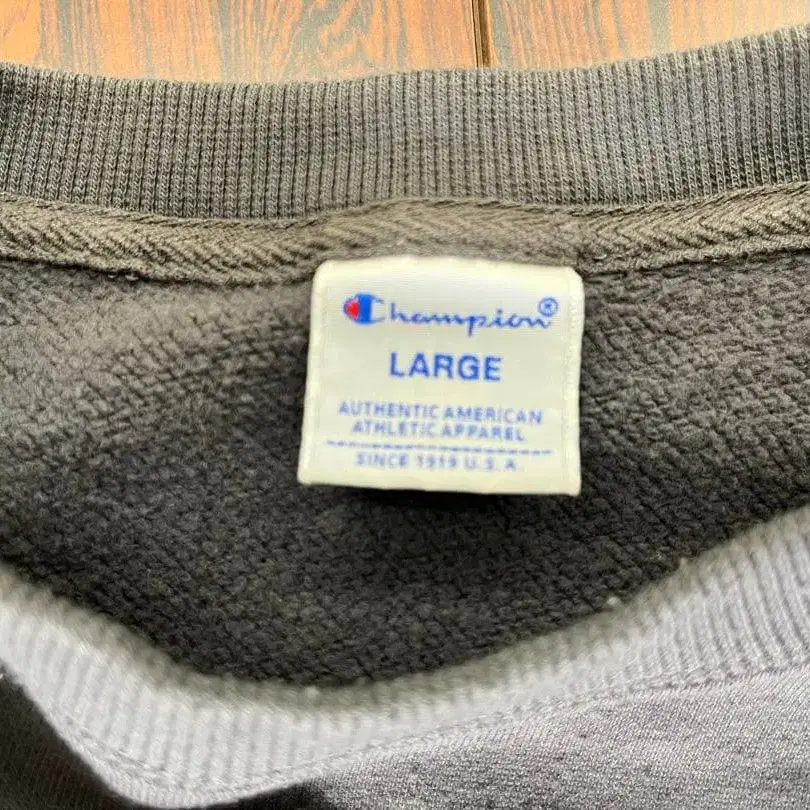 Champion®
LARGE
AUTHENTIC AMERICAN
ATHLETIC APPAREL
SINCE 1919 U.S.A.